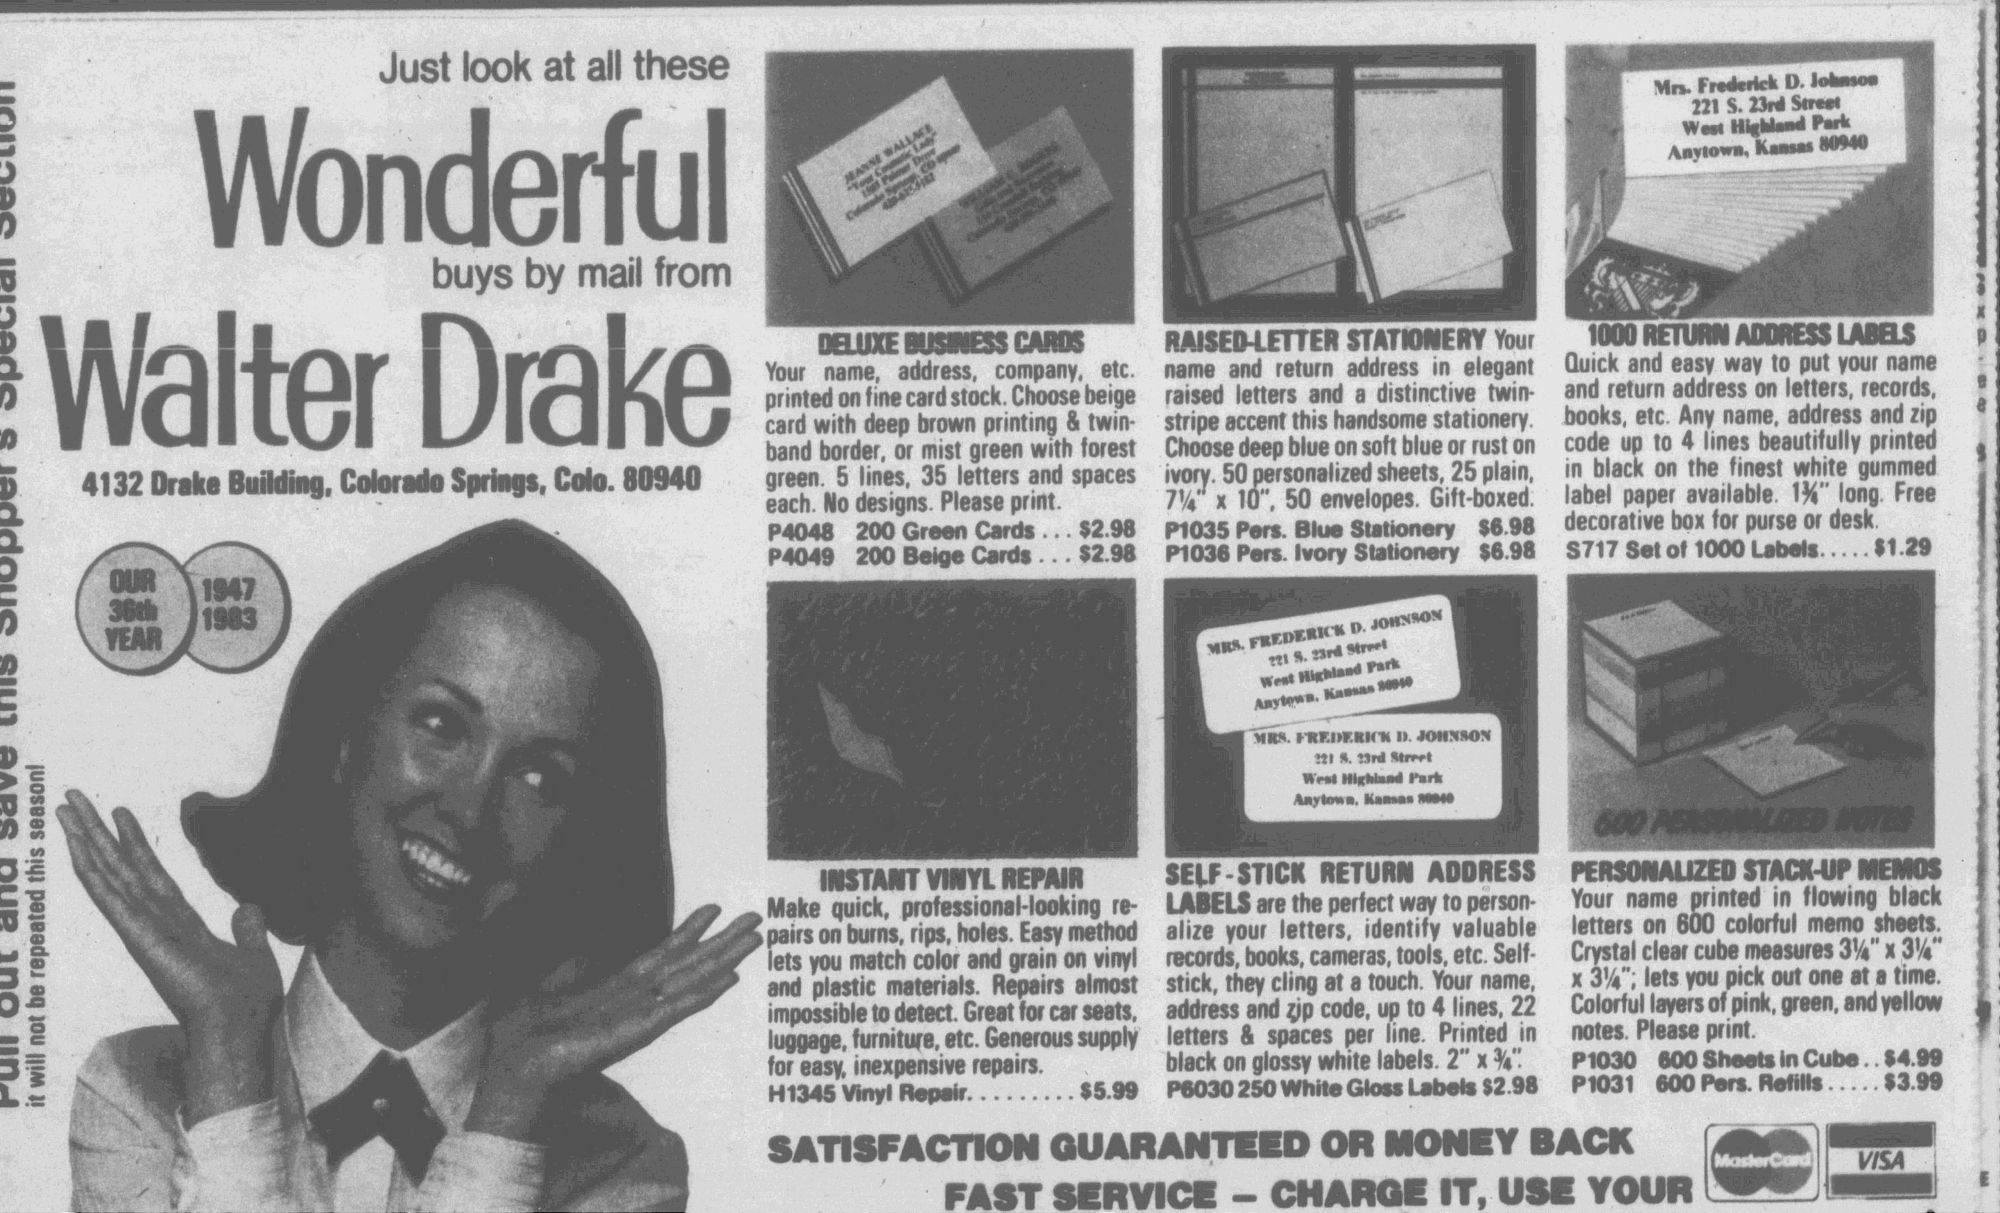 Pull out and save this Shopper's Special Section
it will not be repeated this season!
Just look at all these
Wonderful
buys by mail from
Walter Drake
4132 Drake Building, Colorado Springs, Colo. 80940
OUR
36th
YEAR
1947
1983
JEANNE WALLACE
"Your Cosmetic Lady"
DELUXE BUSINESS CARDS
Your name, address, company, etc.
printed on fine card stock. Choose beige
card with deep brown printing & twin-
band border, or mist green with forest
green. 5 lines, 35 letters and spaces
each. No designs. Please print.
P4048 200 Green Cards ... $2.98
P4049 200 Beige Cards ... $2.98
RAISED-LETTER STATIONERY Your
name and return address in elegant
raised letters and a distinctive twin-
stripe accent this handsome stationery.
Choose deep blue on soft blue or rust on
ivory. 50 personalized sheets, 25 plain,
7¼" x 10", 50 envelopes. Gift-boxed.
P1035 Pers. Blue Stationery $6.98
P1036 Pers. Ivory Stationery $6.98
Mrs. Frederick D. Johnson
221 S. 23rd Street
West Highland Park
Anytown, Kansas 80940
1000 RETURN ADDRESS LABELS
Quick and easy way to put your name
and return address on letters, records,
books, etc. Any name, address and zip
code up to 4 lines beautifully printed
in black on the finest white gummed
label paper available. 1¾" long. Free
decorative box for purse or desk.
S717 Set of 1000 Labels..... $1.29
INSTANT VINYL REPAIR
Make quick, professional-looking re-
pairs on burns, rips, holes. Easy method
lets you match color and grain on vinyl
and plastic materials. Repairs almost
impossible to detect. Great for car seats,
luggage, furniture, etc. Generous supply
for easy, inexpensive repairs.
H1345 Vinyl Repair......... $5.99
MRS. FREDERICK D. JOHNSON
221 S. 23rd Street
West Highland Park
Anytown, Kansas 80940
MRS. FREDERICK D. JOHNSON
221 S. 23rd Street
West Highland Park
Anytown, Kansas 80940
SELF-STICK RETURN ADDRESS
LABELS are the perfect way to person-
alize your letters, identify valuable
records, books, cameras, tools, etc. Self-
stick, they cling at a touch. Your name,
address and zip code, up to 4 lines, 22
letters & spaces per line. Printed in
black on glossy white labels. 2" x ¾".
P6030 250 White Gloss Labels $2.98
600 PERSONALIZED NOTES
PERSONALIZED STACK-UP MEMOS
Your name printed in flowing black
letters on 600 colorful memo sheets.
Crystal clear cube measures 3¼" x 3¼"
x 3¼"; lets you pick out one at a time.
Colorful layers of pink, green, and yellow
notes. Please print.
P1030 600 Sheets in Cube.. $4.99
P1031 600 Pers. Refills..... $3.99
SATISFACTION GUARANTEED OR MONEY BACK
FAST SERVICE – CHARGE IT, USE YOUR
MasterCard
VISA